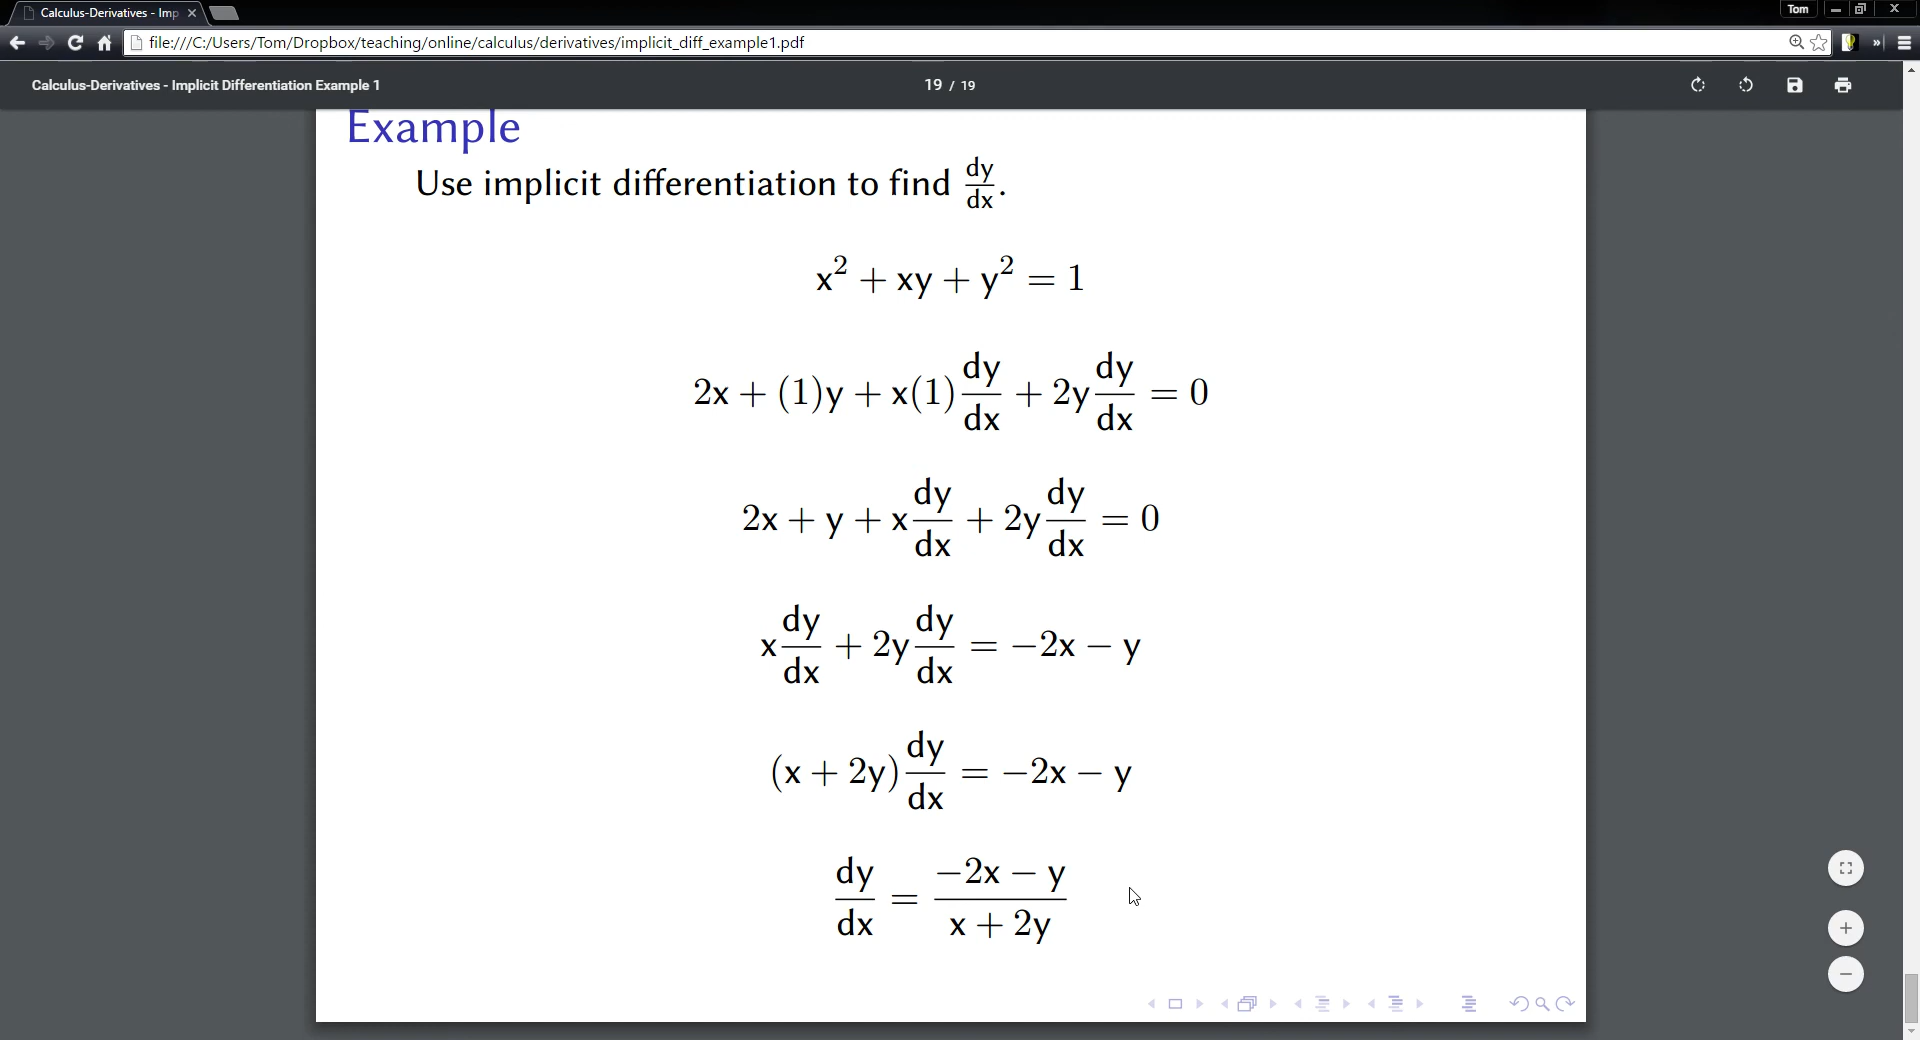 Calculus-Derivatives - Imp
Tom
file:///C:/Users/Tom/Dropbox/teaching/online/calculus/derivatives/implicit_diff_example1.pdf
Calculus-Derivatives - Implicit Differentiation Example 1
19 / 19
Example
Use implicit differentiation to find dy/dx.
x² + xy + y² = 1
2x + (1)y + x(1) dy/dx + 2y dy/dx = 0
2x + y + x dy/dx + 2y dy/dx = 0
x dy/dx + 2y dy/dx = −2x − y
(x + 2y) dy/dx = −2x − y
dy/dx = (−2x − y)/(x + 2y)